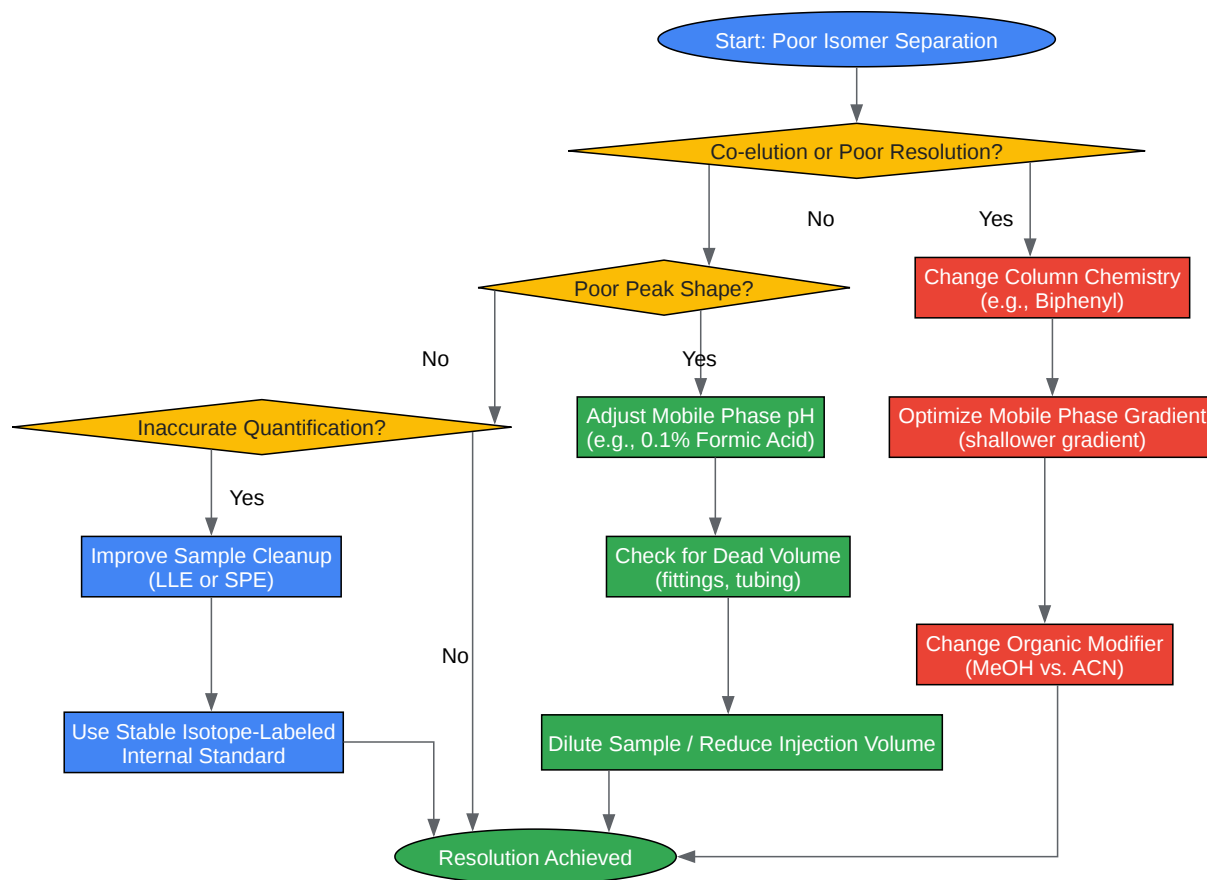 Start: Poor Isomer Separation
Co-elution or Poor Resolution?
No
Yes
Poor Peak Shape?
Change Column Chemistry
(e.g., Biphenyl)
No
Yes
Inaccurate Quantification?
Adjust Mobile Phase pH
(e.g., 0.1% Formic Acid)
Optimize Mobile Phase Gradient
(shallower gradient)
Yes
Improve Sample Cleanup
(LLE or SPE)
Check for Dead Volume
(fittings, tubing)
No
Change Organic Modifier
(MeOH vs. ACN)
Use Stable Isotope-Labeled
Internal Standard
Dilute Sample / Reduce Injection Volume
Resolution Achieved